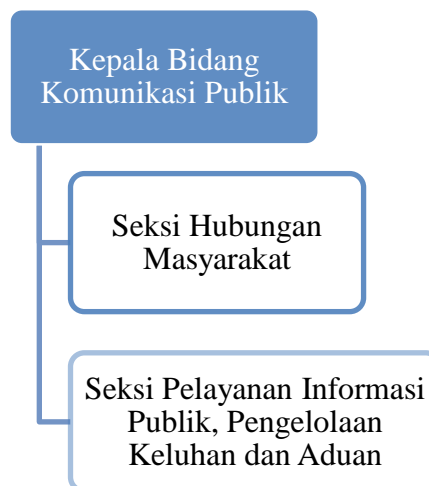 Kepala Bidang
Komunikasi Publik
Seksi Hubungan
Masyarakat
Seksi Pelayanan Informasi
Publik, Pengelolaan
Keluhan dan Aduan